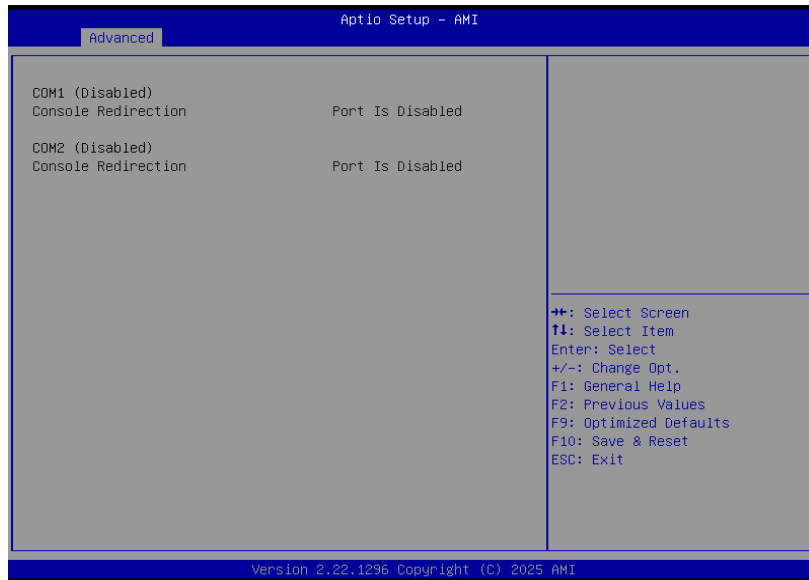 Aptio Setup – AMI
Advanced
COM1 (Disabled)
Console Redirection Port Is Disabled
COM2 (Disabled)
Console Redirection Port Is Disabled
→←: Select Screen
↑↓: Select Item
Enter: Select
+/-: Change Opt.
F1: General Help
F2: Previous Values
F9: Optimized Defaults
F10: Save & Reset
ESC: Exit
Version 2.22.1296 Copyright (C) 2025 AMI